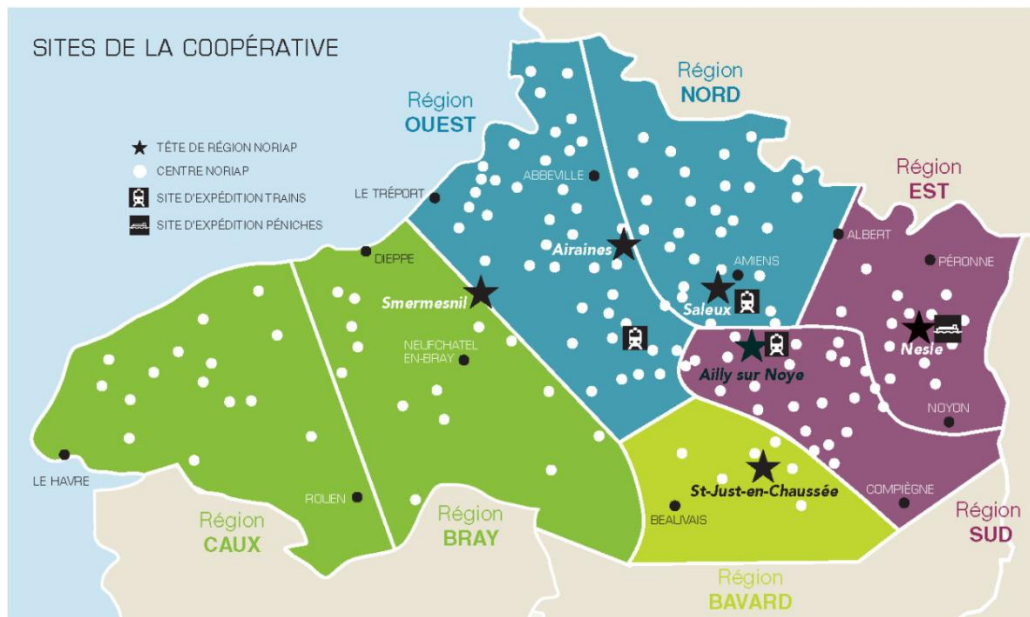 SITES DE LA COOPÉRATIVE
TÊTE DE RÉGION NORIAP
CENTRE NORIAP
SITE D'EXPÉDITION TRAINS
SITE D'EXPÉDITION PÉNICHES
Région
OUEST
Région
NORD
Région
EST
LE TRÉPORT
ABBEVILLE
ALBERT
DIEPPE
Airaines
AMIENS
PÉRONNE
Smermesnil
Saleux
Nesle
NEUFCHATEL
EN-BRAY
Ailly sur Noye
NOYON
LE HAVRE
ROUEN
St-Just-en-Chaussée
BEAUVAIS
COMPIÈGNE
Région
CAUX
Région
BRAY
Région
SUD
Région
BAVARD